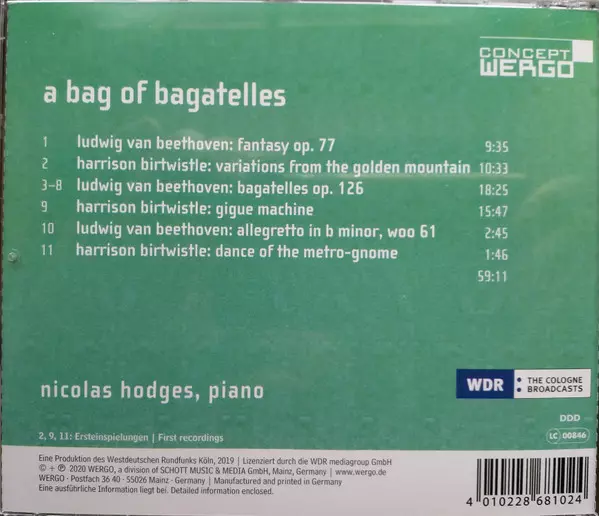 CONCEPT
WERGO
a bag of bagatelles
1 ludwig van beethoven: fantasy op. 77 9:35
2 harrison birtwistle: variations from the golden mountain 10:33
3–8 ludwig van beethoven: bagatelles op. 126 18:25
9 harrison birtwistle: gigue machine 15:47
10 ludwig van beethoven: allegretto in b minor, woo 61 2:45
11 harrison birtwistle: dance of the metro-gnome 1:46
59:11
nicolas hodges, piano
WDR THE COLOGNE
BROADCASTS
DDD
LC 00846
2, 9, 11: Ersteinspielungen | First recordings
Eine Produktion des Westdeutschen Rundfunks Köln, 2019 | Lizenziert durch die WDR mediagroup GmbH
© + ℗ 2020 WERGO, a division of SCHOTT MUSIC & MEDIA GmbH, Mainz, Germany | www.wergo.de
WERGO · Postfach 36 40 · 55026 Mainz · Germany | Manufactured and printed in Germany
Eine ausführliche Information liegt bei. Detailed information enclosed.
4 010228 681024